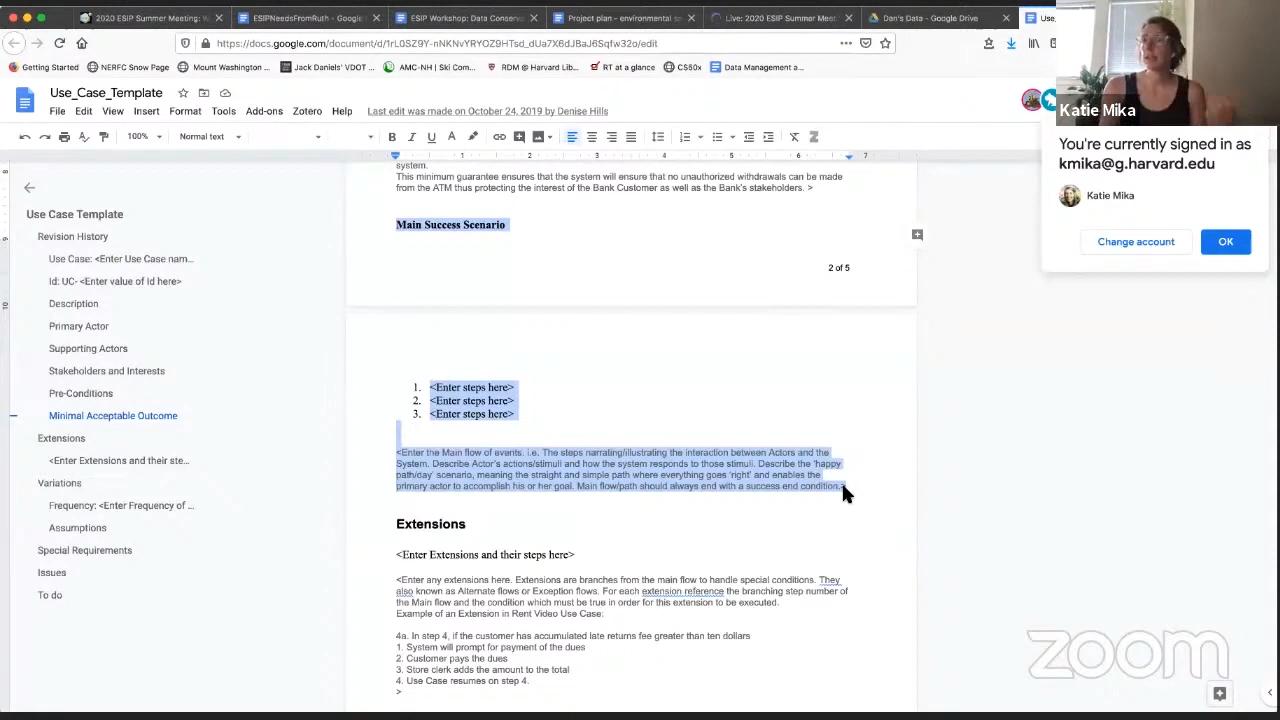 2020 ESIP Summer Meeting: W
ESIPNeedsFromRuth - Google
ESIP Workshop: Data Conserva
Project plan - environmental s
Live: 2020 ESIP Summer Meet
Dan's Data - Google Drive
Use_
https://docs.google.com/document/d/1rL0SZ9Y-nNKNvYRYOZ9HTsd_dUa7X6dJBaJ6Sqfw32o/edit
Getting Started
NERFC Snow Page
Mount Washington ...
Jack Daniels' VDOT ...
AMC-NH | Ski Com...
RDM @ Harvard Lib...
RT at a glance
CS60x
Data Management a...
Use_Case_Template
File Edit View Insert Format Tools Add-ons Zotero Help Last edit was made on October 24, 2019 by Denise Hills
100% Normal text
Katie Mika
You're currently signed in as
kmika@g.harvard.edu
Katie Mika
Change account OK
Use Case Template
Revision History
Use Case: <Enter Use Case nam...
Id: UC- <Enter value of Id here>
Description
Primary Actor
Supporting Actors
Stakeholders and Interests
Pre-Conditions
Minimal Acceptable Outcome
Extensions
<Enter Extensions and their ste...
Variations
Frequency: <Enter Frequency of ...
Assumptions
Special Requirements
Issues
To do
1 2 3 4 5 6 7
system.
This minimum guarantee ensures that the system will ensure that no unauthorized withdrawals can be made
from the ATM thus protecting the interest of the Bank Customer as well as the Bank's stakeholders. >
Main Success Scenario
2 of 5
1. <Enter steps here>
2. <Enter steps here>
3. <Enter steps here>
<Enter the Main flow of events. i.e. The steps narrating/illustrating the interaction between Actors and the
System. Describe Actor's actions/stimuli and how the system responds to those stimuli. Describe the 'happy
path/day' scenario, meaning the straight and simple path where everything goes 'right' and enables the
primary actor to accomplish his or her goal. Main flow/path should always end with a success end condition.>
Extensions
<Enter Extensions and their steps here>
<Enter any extensions here. Extensions are branches from the main flow to handle special conditions. They
also known as Alternate flows or Exception flows. For each extension reference the branching step number of
the Main flow and the condition which must be true in order for this extension to be executed.
Example of an Extension in Rent Video Use Case:
4a. In step 4, if the customer has accumulated late returns fee greater than ten dollars
1. System will prompt for payment of the dues
2. Customer pays the dues
3. Store clerk adds the amount to the total
4. Use Case resumes on step 4.
>
zoom